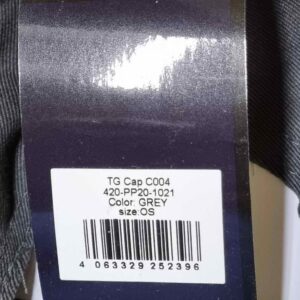 TG Cap C004
420-PP20-1021
Color: GREY
size:OS
4 063329 252396